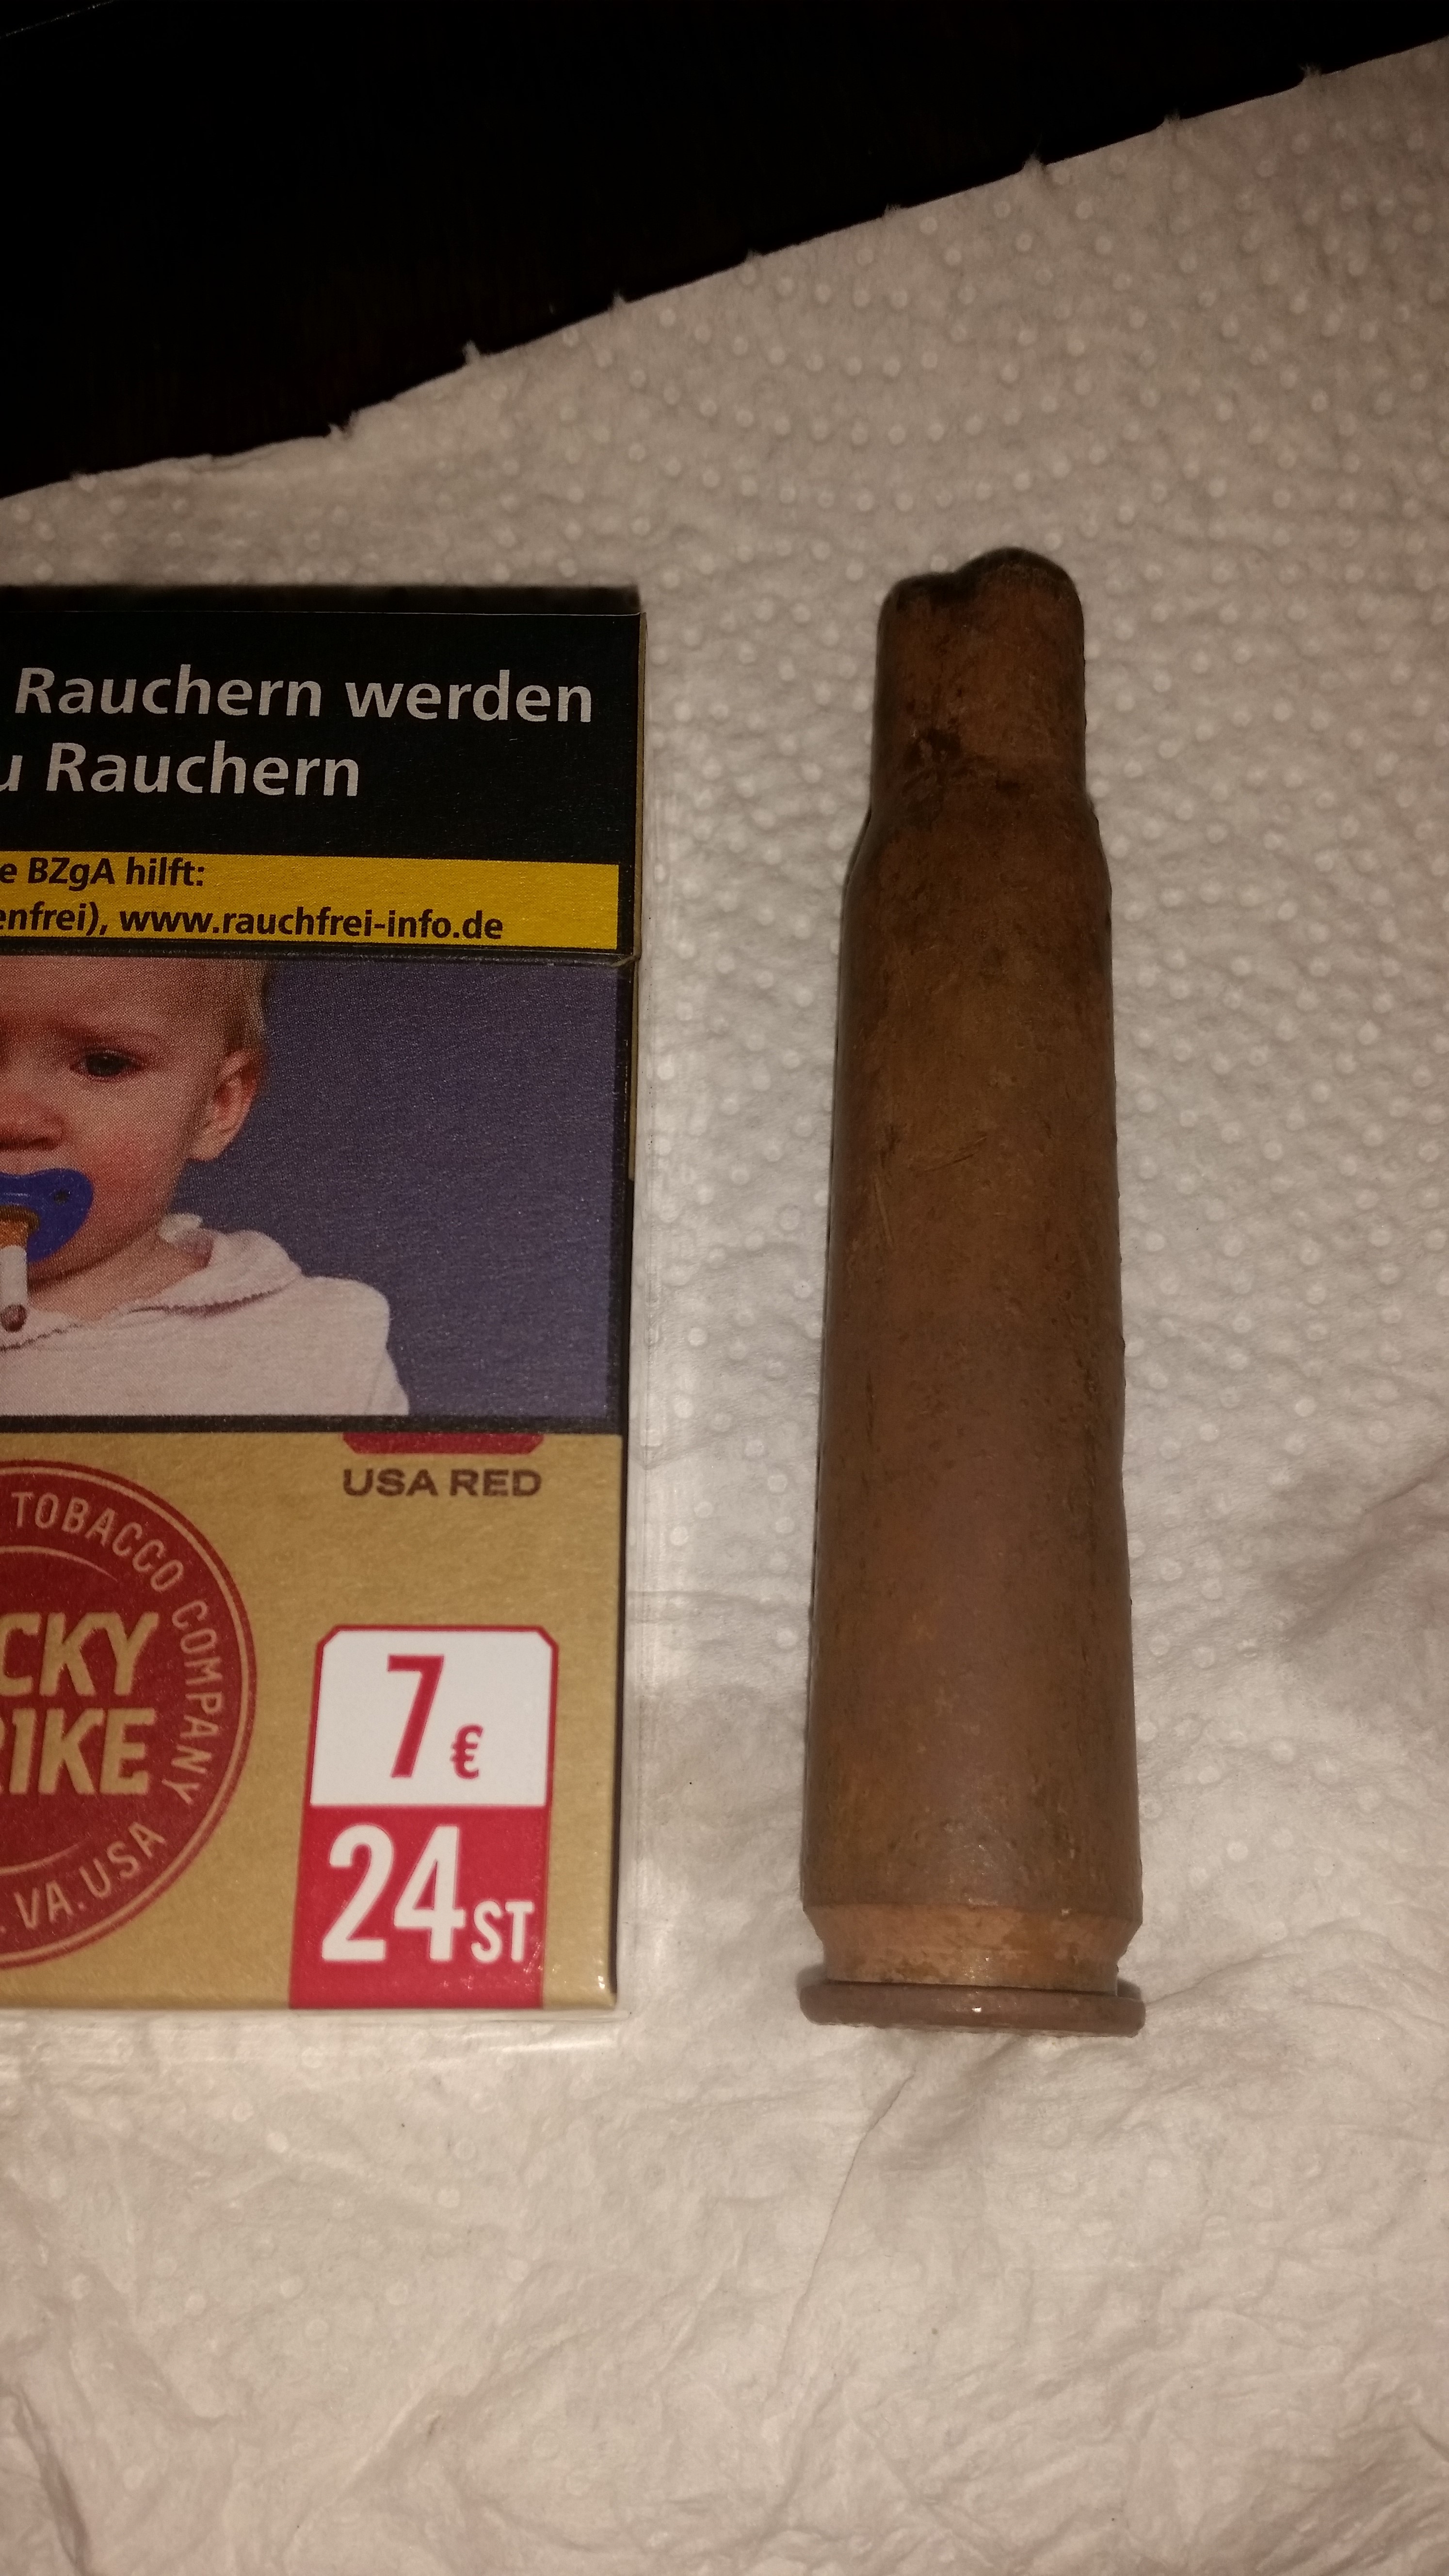 Rauchern werden
u Rauchern
e BZgA hilft:
enfrei), www.rauchfrei-info.de
USA RED
TOBACCO COMPANY
CKY
RIKE
VA. USA
7€
24ST